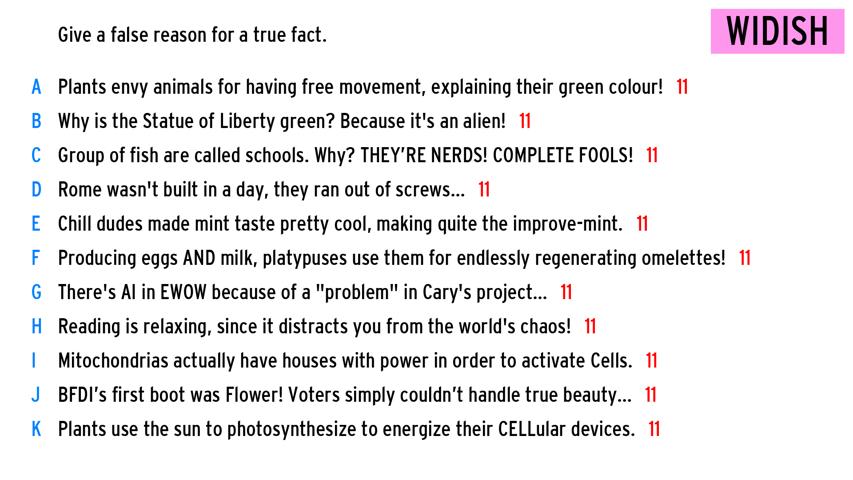 Give a false reason for a true fact.
WIDISH
A Plants envy animals for having free movement, explaining their green colour! 11
B Why is the Statue of Liberty green? Because it's an alien! 11
C Group of fish are called schools. Why? THEY'RE NERDS! COMPLETE FOOLS! 11
D Rome wasn't built in a day, they ran out of screws... 11
E Chill dudes made mint taste pretty cool, making quite the improve-mint. 11
F Producing eggs AND milk, platypuses use them for endlessly regenerating omelettes! 11
G There's AI in EWOW because of a "problem" in Cary's project... 11
H Reading is relaxing, since it distracts you from the world's chaos! 11
I Mitochondrias actually have houses with power in order to activate Cells. 11
J BFDI’s first boot was Flower! Voters simply couldn’t handle true beauty... 11
K Plants use the sun to photosynthesize to energize their CELLular devices. 11